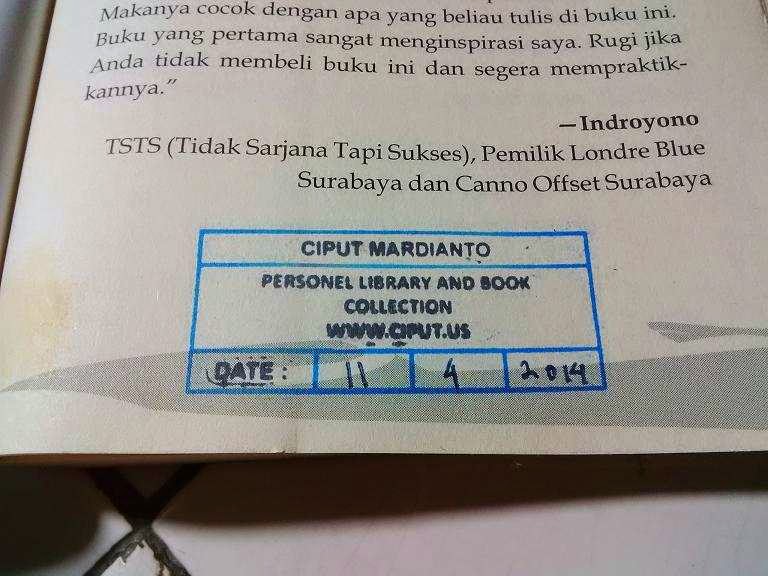 Makanya cocok dengan apa yang beliau tulis di buku ini.
Buku yang pertama sangat menginspirasi saya. Rugi jika
Anda tidak membeli buku ini dan segera mempraktik-
kannya."
—Indroyono
TSTS (Tidak Sarjana Tapi Sukses), Pemilik Londre Blue
Surabaya dan Canno Offset Surabaya
CIPUT MARDIANTO
PERSONEL LIBRARY AND BOOK
COLLECTION
WWW.CIPUT.US
DATE : 11 4 2014